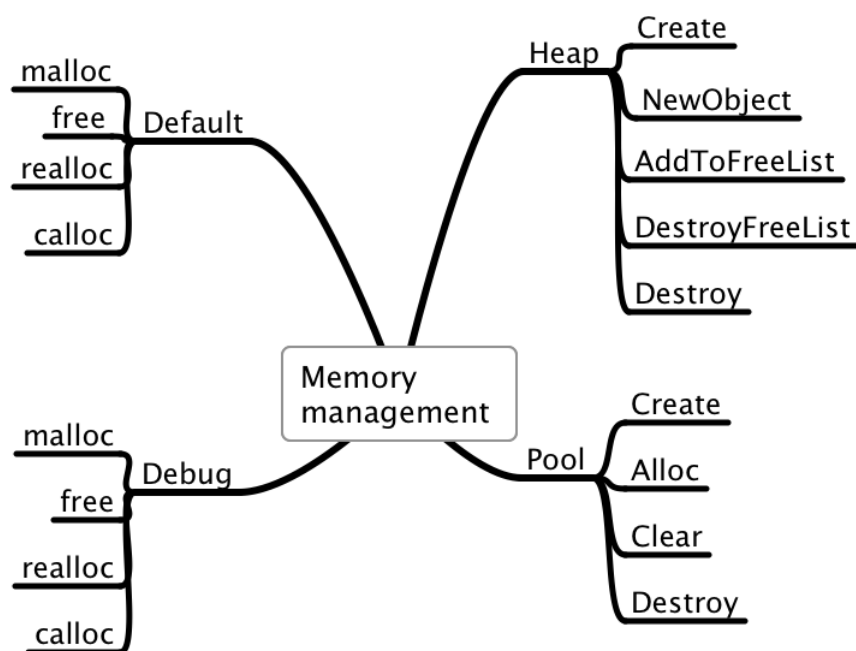 Memory
management
Default
malloc
free
realloc
calloc
Heap
Create
NewObject
AddToFreeList
DestroyFreeList
Destroy
Debug
malloc
free
realloc
calloc
Pool
Create
Alloc
Clear
Destroy